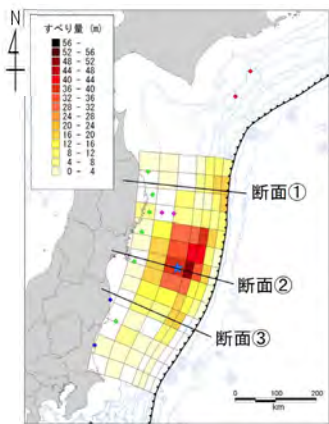 N
すべり量 (m)
56 -
52 - 56
48 - 52
44 - 48
40 - 44
36 - 40
32 - 36
28 - 32
24 - 28
20 - 24
16 - 20
12 - 16
8 - 12
4 - 8
0 - 4
断面①
断面②
断面③
0 100 200
km